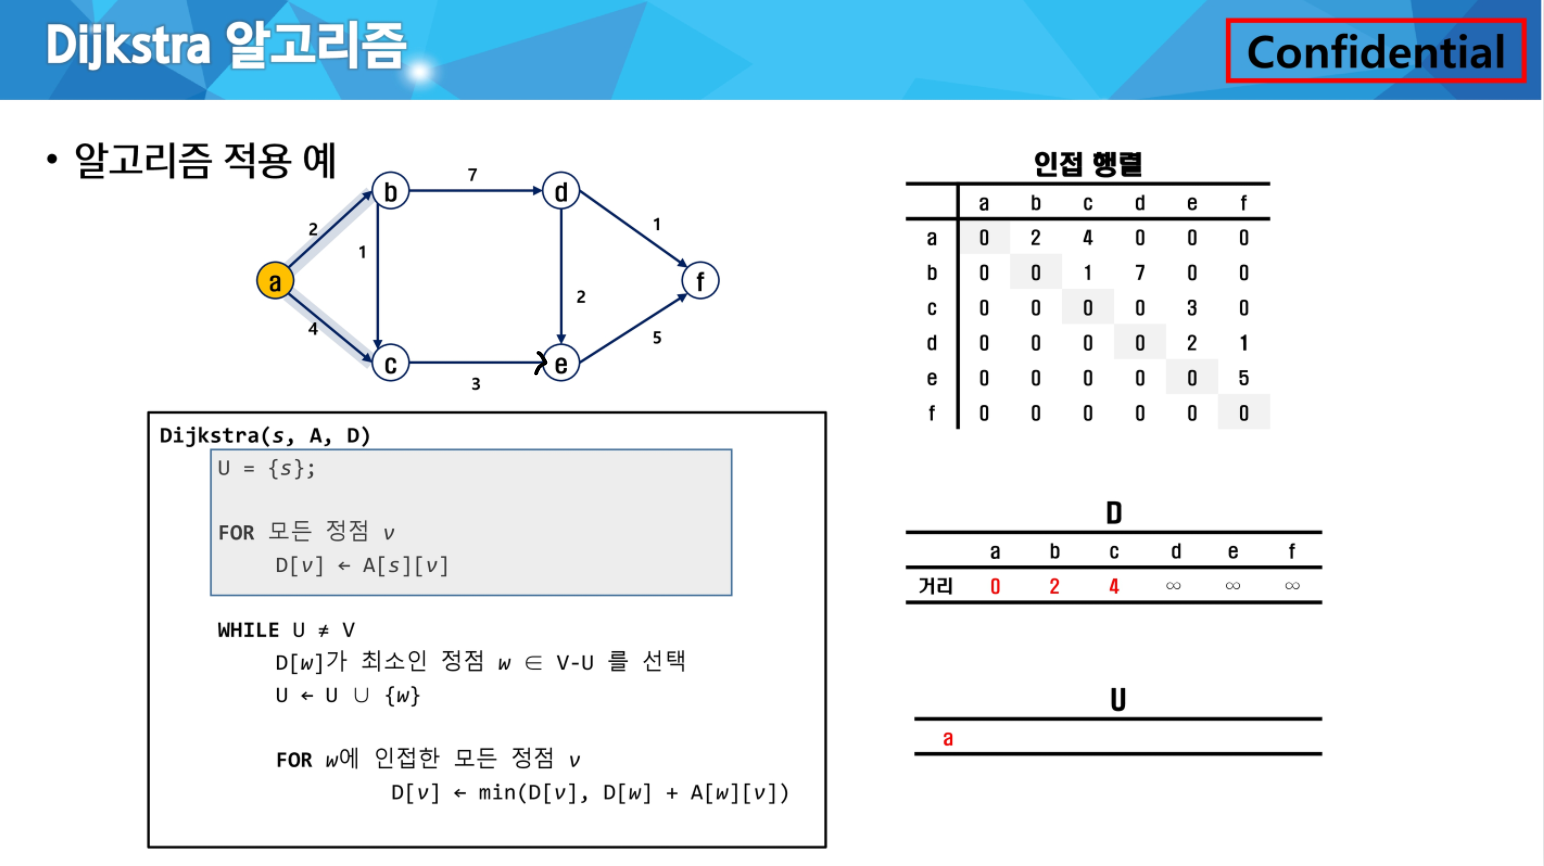 Dijkstra 알고리즘
Confidential
• 알고리즘 적용 예
7
b
d
2
1
1
a
f
2
4
5
c
e
3
Dijkstra(s, A, D)
U = {s};
FOR 모든 정점 v
D[v] ← A[s][v]
WHILE U ≠ V
D[w]가 최소인 정점 w ∈ V-U 를 선택
U ← U ∪ {w}
FOR w에 인접한 모든 정점 v
D[v] ← min(D[v], D[w] + A[w][v])
인접 행렬
a b c d e f
a 0 2 4 0 0 0
b 0 0 1 7 0 0
c 0 0 0 0 3 0
d 0 0 0 0 2 1
e 0 0 0 0 0 5
f 0 0 0 0 0 0
D
a b c d e f
거리 0 2 4 ∞ ∞ ∞
U
a